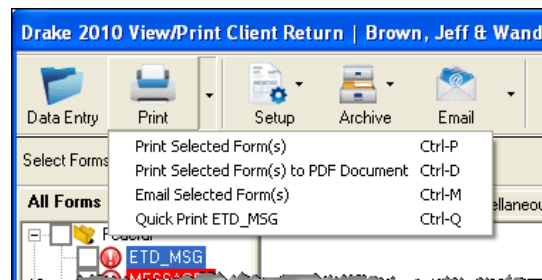 Drake 2010 View/Print Client Return | Brown, Jeff & Wand
Data Entry Print Setup Archive Email
Print Selected Form(s) Ctrl-P
Select Forms
Print Selected Form(s) to PDF Document Ctrl-D
Email Selected Form(s) Ctrl-M
All Forms
Quick Print ETD_MSG Ctrl-Q
Federal
ETD_MSG